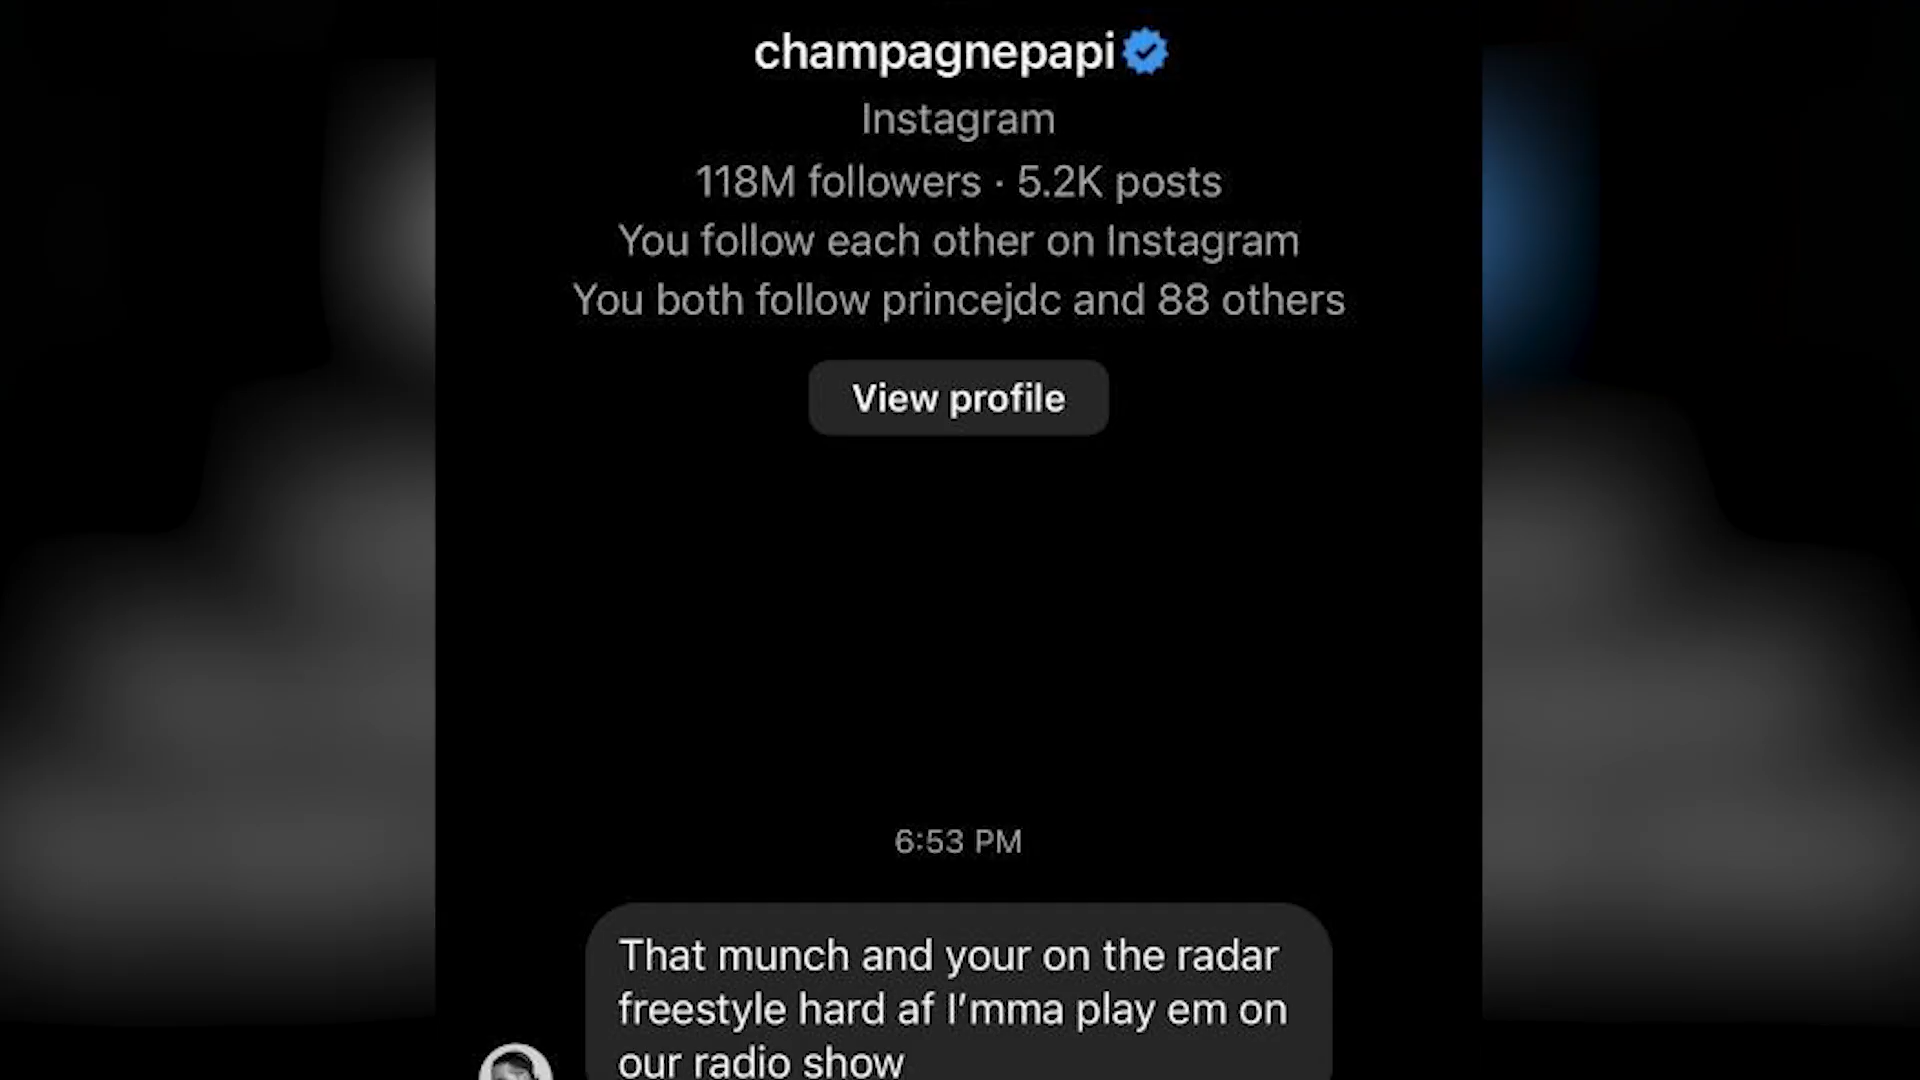 champagnepapi
Instagram
118M followers · 5.2K posts
You follow each other on Instagram
You both follow princejdc and 88 others
View profile
6:53 PM
That munch and your on the radar
freestyle hard af I'mma play em on
our radio show